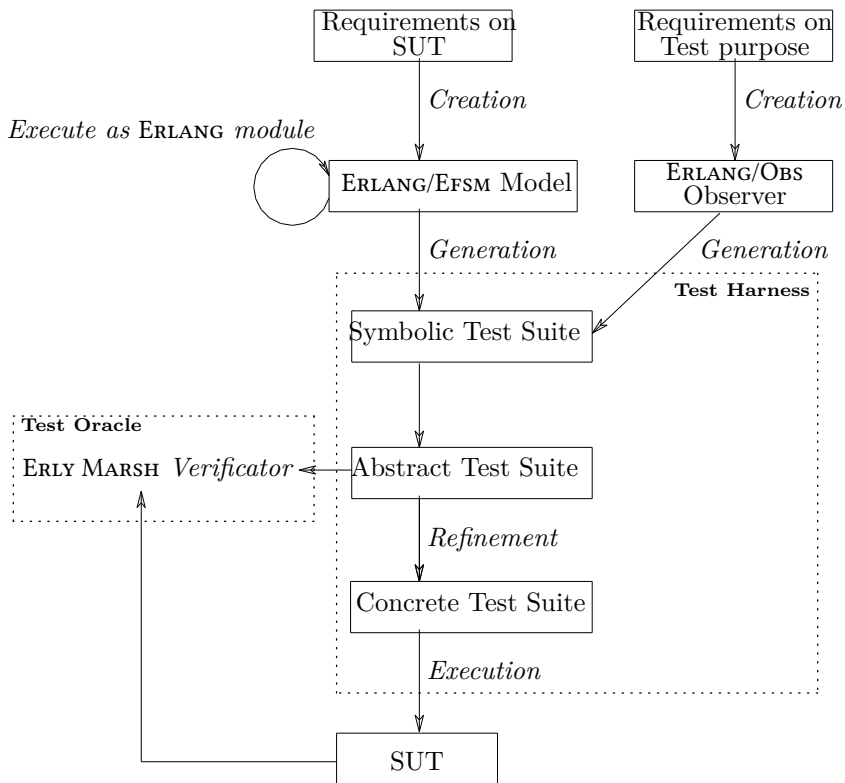 Requirements on
SUT
Requirements on
Test purpose
Creation
Creation
Execute as ERLANG module
ERLANG/EFSM Model
ERLANG/OBS
Observer
Generation
Generation
Test Harness
Symbolic Test Suite
Test Oracle
ERLY MARSH Verificator
Abstract Test Suite
Refinement
Concrete Test Suite
Execution
SUT